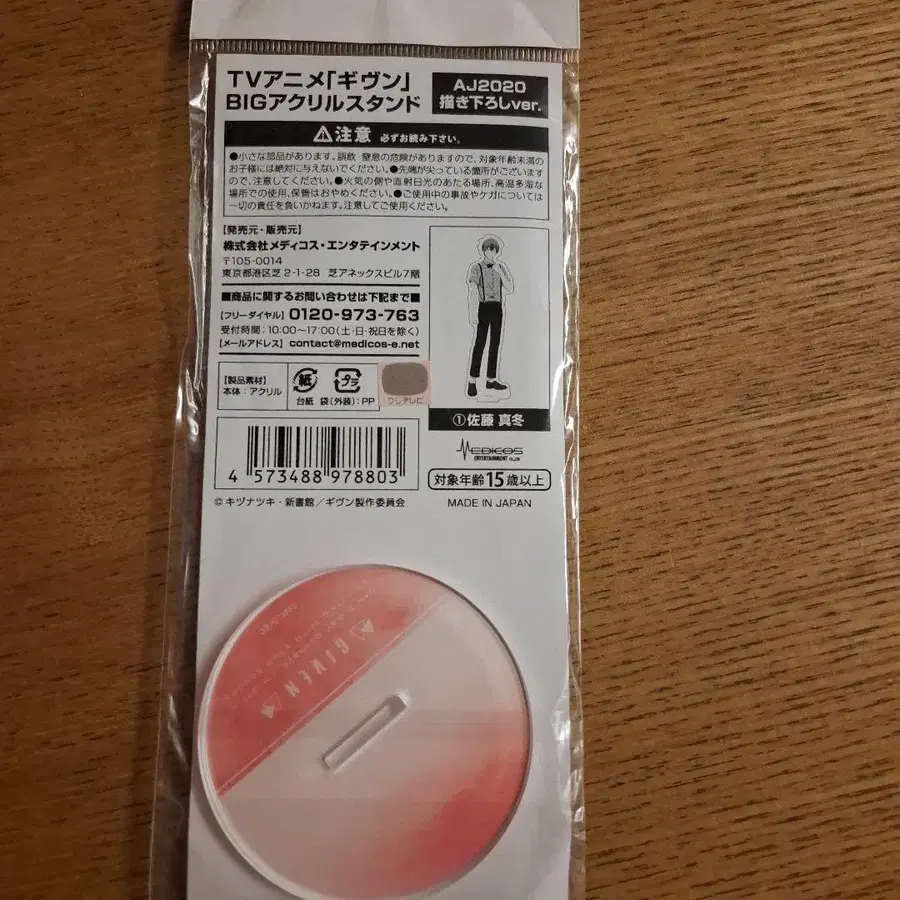 TVアニメ「ギヴン」
BIGアクリルスタンド
AJ2020
描き下ろしver.
⚠注意 必ずお読み下さい。
●小さな部品があります。誤飲・窒息の危険がありますので、対象年齢未満の
お子様には絶対に与えないでください。●先端が尖っている箇所がございます
ので、注意してください。●火気の側や直射日光のあたる場所、高温多湿な
場所での使用、保管はおやめください。●ご使用中の事故やケガについては
一切の責任を負いかねます。注意してご使用ください。
【発売元・販売元】
株式会社メディコス・エンタテインメント
〒105-0014
東京都港区芝 2-1-28 芝アネックスビル7階
■商品に関するお問い合わせは下記まで■
【フリーダイヤル】 0120-973-763
受付時間：10:00〜17:00(土・日・祝日を除く)
【メールアドレス】 contact@medicos-e.net
【製品素材】
本体：アクリル
紙
台紙
プラ
袋(外装)：PP
フジテレビ
①佐藤 真冬
MEDICOS
ENTERTAINMENT
4 573488 978803
対象年齢15歳以上
©キヅナツキ・新書館／ギヴン製作委員会
MADE IN JAPAN
GIVEN